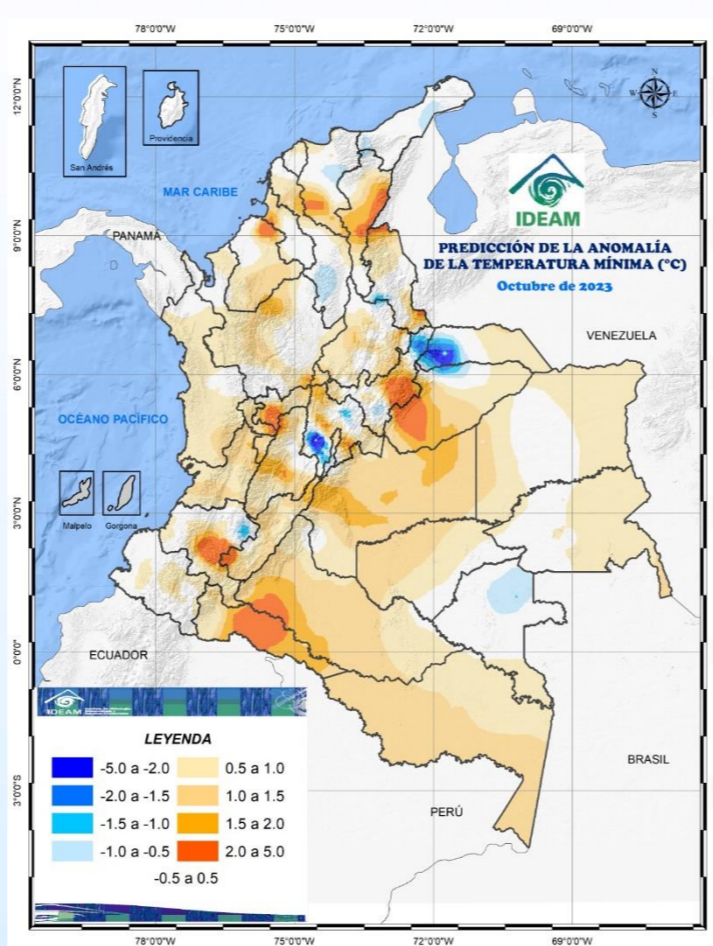 78°0'0"W 75°0'0"W 72°0'0"W 69°0'0"W
12°0'0"N
9°0'0"N
6°0'0"N
3°0'0"N
0°0'0"
3°0'0"S
N
W E
S
San Andrés
Providencia
MAR CARIBE
PANAMÁ
IDEAM
PREDICCIÓN DE LA ANOMALÍA
DE LA TEMPERATURA MÍNIMA (°C)
Octubre de 2023
VENEZUELA
OCÉANO PACÍFICO
Malpelo
Gorgona
ECUADOR
BRASIL
PERÚ
IDEAM
LEYENDA
-5.0 a -2.0 0.5 a 1.0
-2.0 a -1.5 1.0 a 1.5
-1.5 a -1.0 1.5 a 2.0
-1.0 a -0.5 2.0 a 5.0
-0.5 a 0.5
78°0'0"W 75°0'0"W 72°0'0"W 69°0'0"W